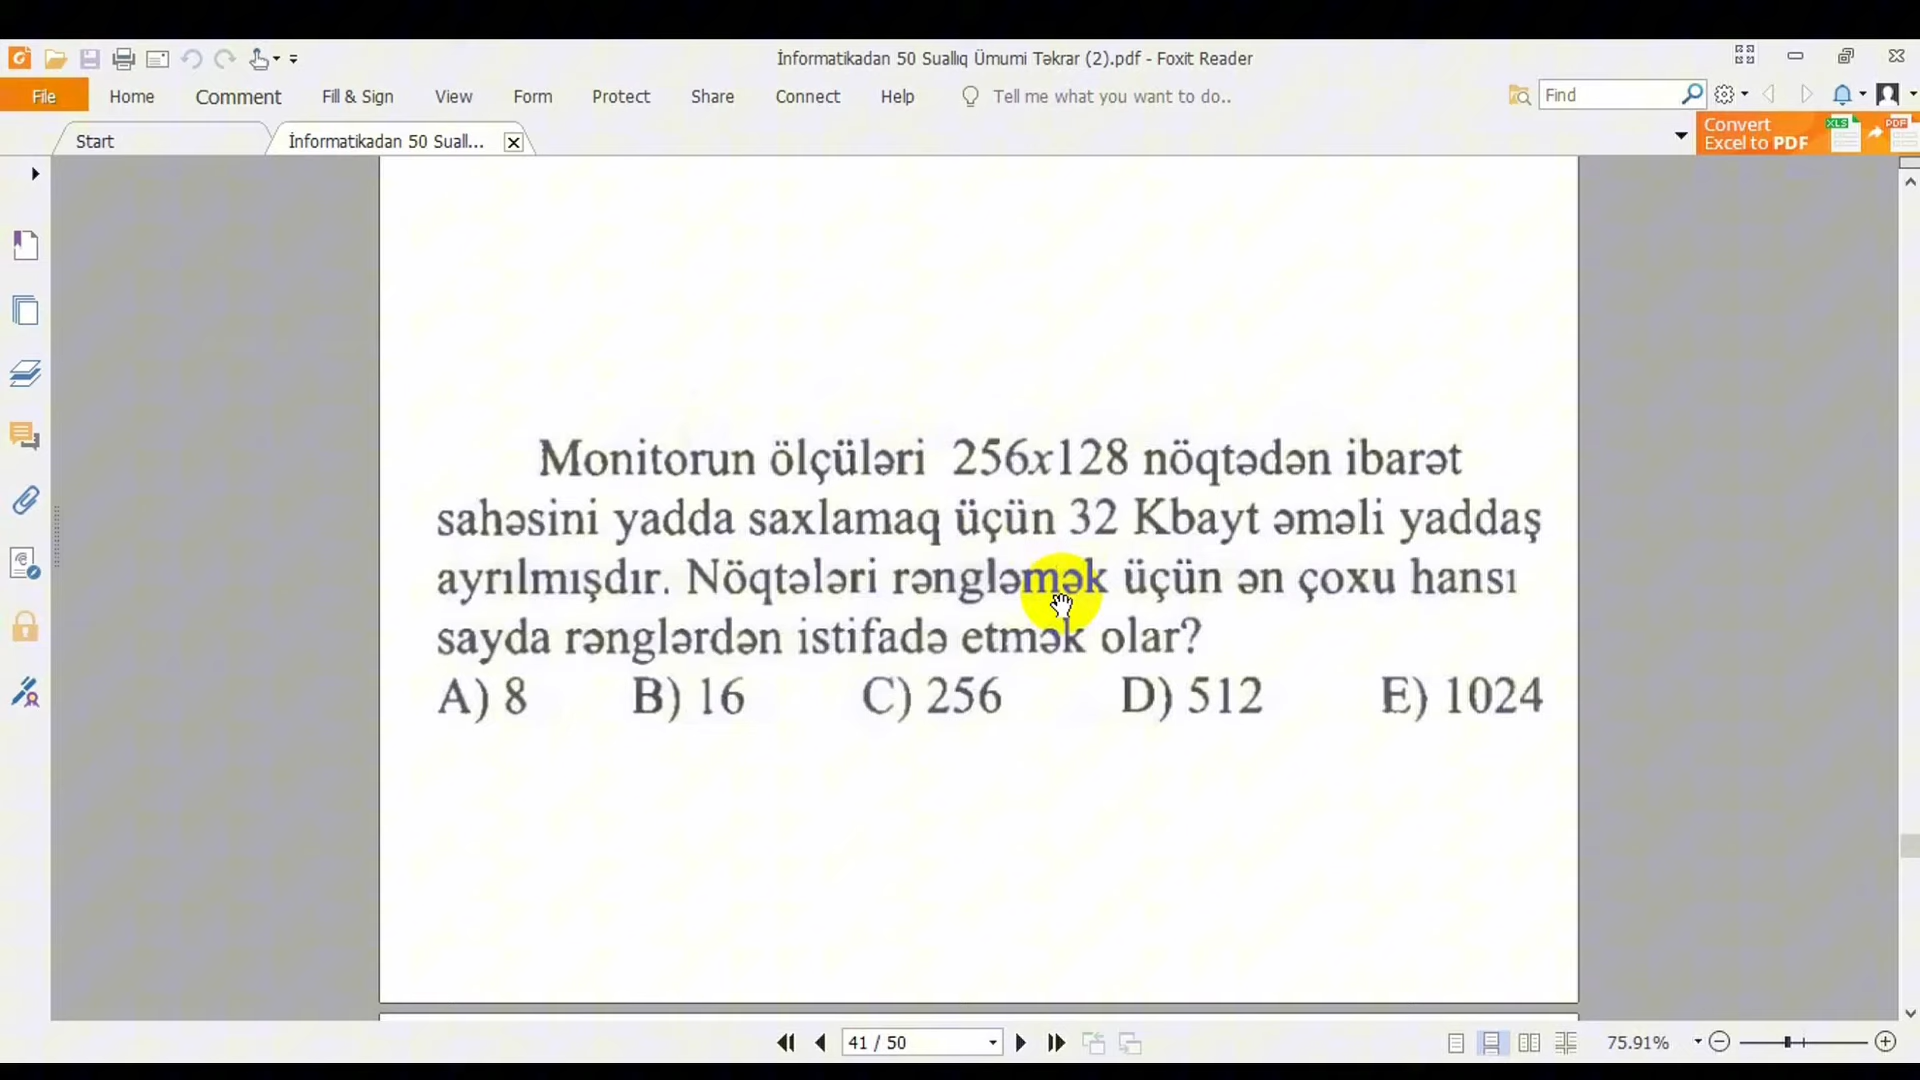 İnformatikadan 50 Suallıq Ümumi Təkrar (2).pdf - Foxit Reader
File Home Comment Fill & Sign View Form Protect Share Connect Help Tell me what you want to do.. Find
Start İnformatikadan 50 Suall... Convert
Excel to PDF XLS PDF
Monitorun ölçüləri 256x128 nöqtədən ibarət
sahəsini yadda saxlamaq üçün 32 Kbayt əməli yaddaş
ayrılmışdır. Nöqtələri rəngləmək üçün ən çoxu hansı
sayda rənglərdən istifadə etmək olar?
A) 8 B) 16 C) 256 D) 512 E) 1024
41 / 50 75.91%